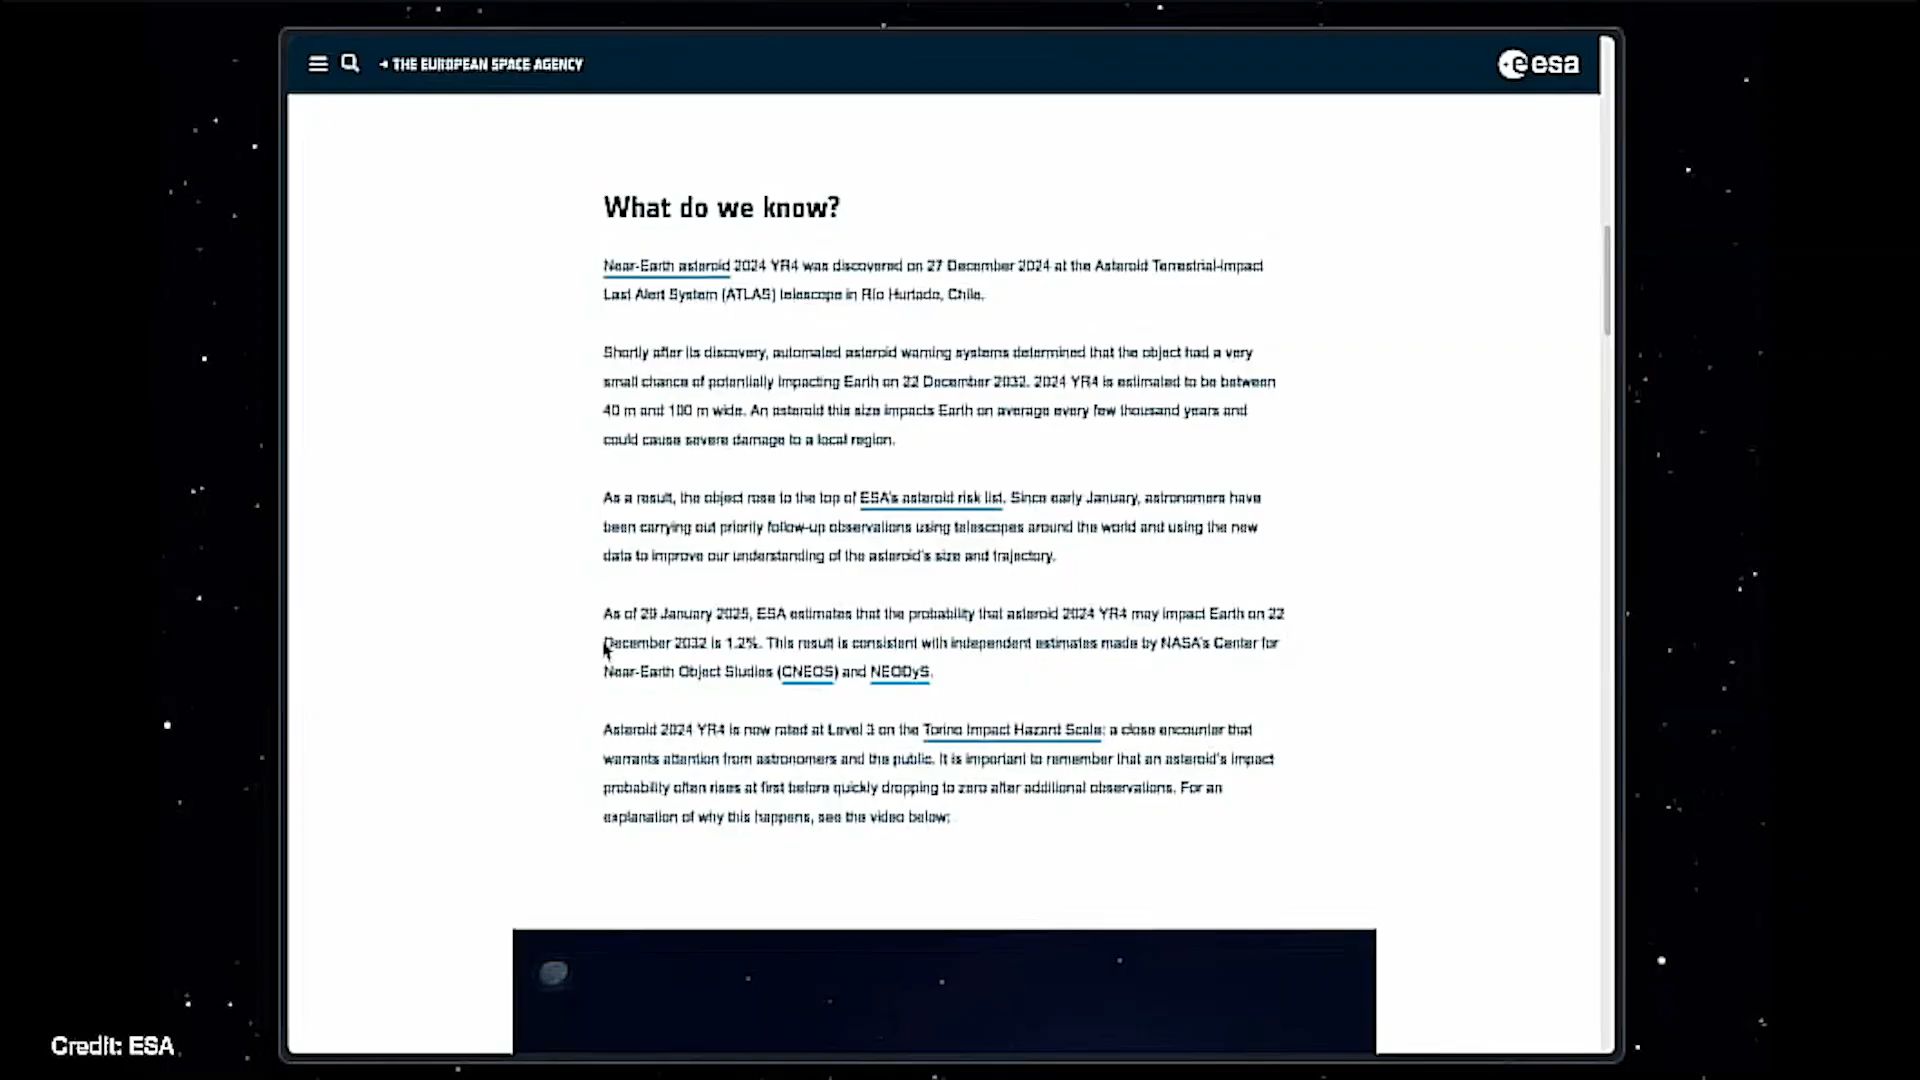 → THE EUROPEAN SPACE AGENCY
esa
What do we know?
Near-Earth asteroid 2024 YR4 was discovered on 27 December 2024 at the Asteroid Terrestrial-impact
Last Alert System (ATLAS) telescope in Río Hurtado, Chile.
Shortly after its discovery, automated asteroid warning systems determined that the object had a very
small chance of potentially impacting Earth on 22 December 2032. 2024 YR4 is estimated to be between
40 m and 100 m wide. An asteroid this size impacts Earth on average every few thousand years and
could cause severe damage to a local region.
As a result, the object rose to the top of ESA's asteroid risk list. Since early January, astronomers have
been carrying out priority follow-up observations using telescopes around the world and using the new
data to improve our understanding of the asteroid's size and trajectory.
As of 29 January 2025, ESA estimates that the probability that asteroid 2024 YR4 may impact Earth on 22
December 2032 is 1.2%. This result is consistent with independent estimates made by NASA's Center for
Near-Earth Object Studies (CNEOS) and NEODyS.
Asteroid 2024 YR4 is now rated at Level 3 on the Torino Impact Hazard Scale: a close encounter that
warrants attention from astronomers and the public. It is important to remember that an asteroid's impact
probability often rises at first before quickly dropping to zero after additional observations. For an
explanation of why this happens, see the video below:
Credit: ESA